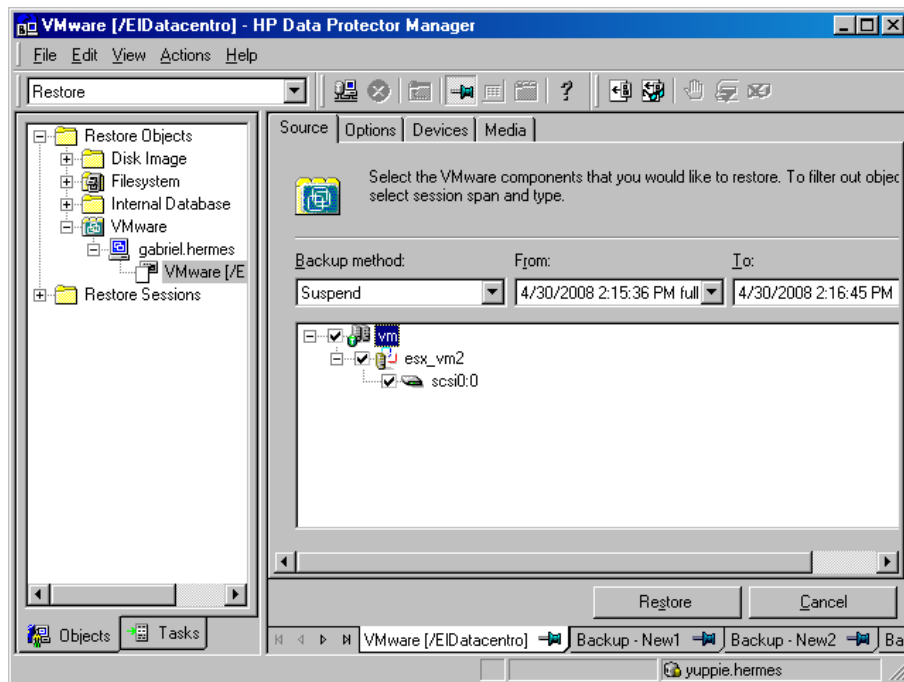 VMware [/ElDatacentro] - HP Data Protector Manager
File Edit View Actions Help
Restore
?
Restore Objects
Disk Image
Filesystem
Internal Database
VMware
gabriel.hermes
VMware [/E
Restore Sessions
Objects
Tasks
Source
Options
Devices
Media
Select the VMware components that you would like to restore. To filter out objec
select session span and type.
Backup method:
From:
To:
Suspend
4/30/2008 2:15:36 PM full
4/30/2008 2:16:45 PM
vm
esx_vm2
scsi0:0
Restore
Cancel
VMware [/ElDatacentro]
Backup - New1
Backup - New2
Ba
yuppie.hermes